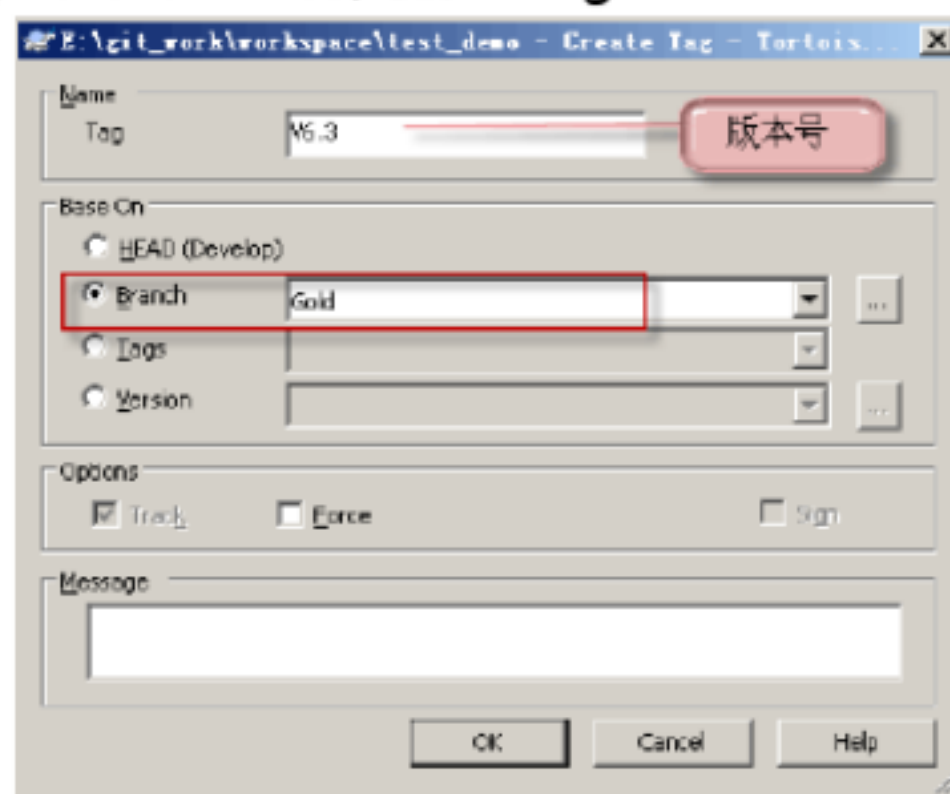 E:\git_work\workspace\test_demo - Create Tag - Tortois...
Name
Tag V6.3 版本号
Base On
HEAD (Develop)
Branch Gold ...
Tags
Version ...
Options
Track Force Sign
Message
OK Cancel Help